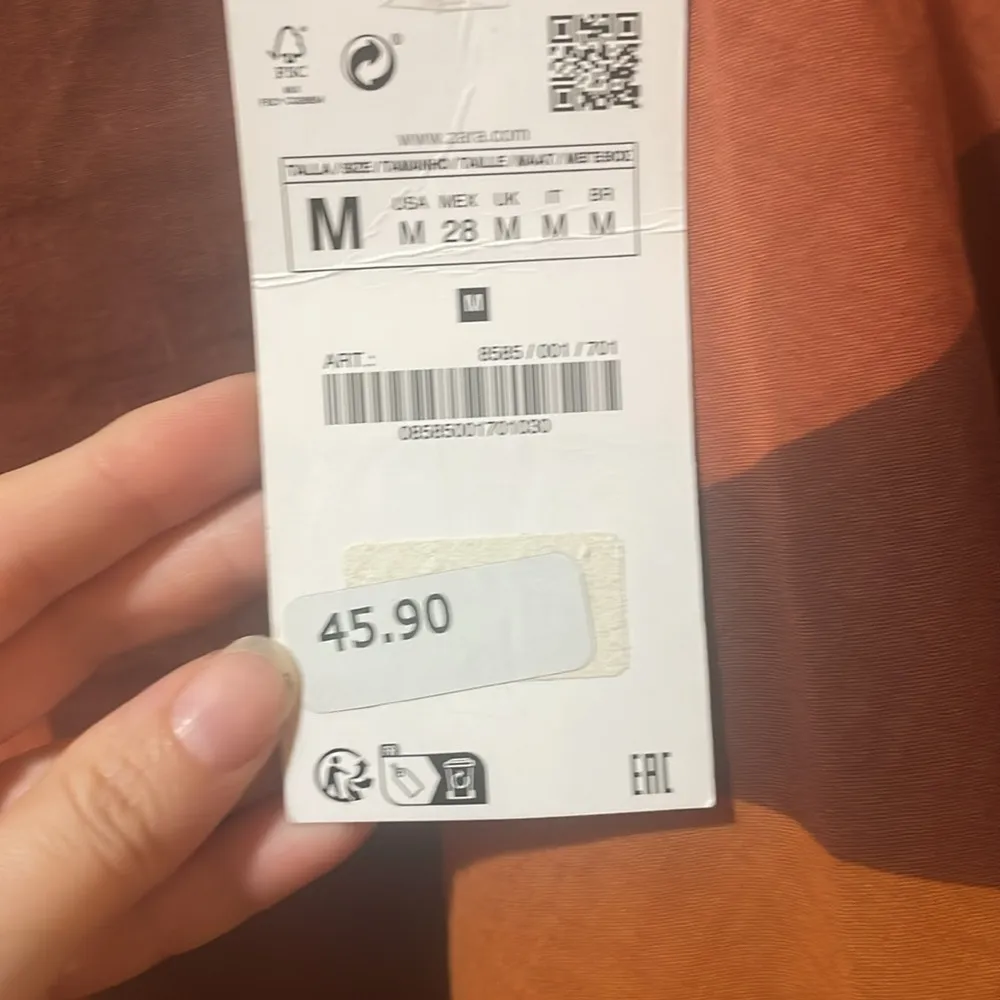 FSC
www.zara.com
TALLA / SIZE / TAMANHO / TAILLE / MAAT /
USA MEX UK IT BR
M M 28 M M M
M
ART.: 8585 / 001 / 701
08585001701030
45.90
FR
EAC